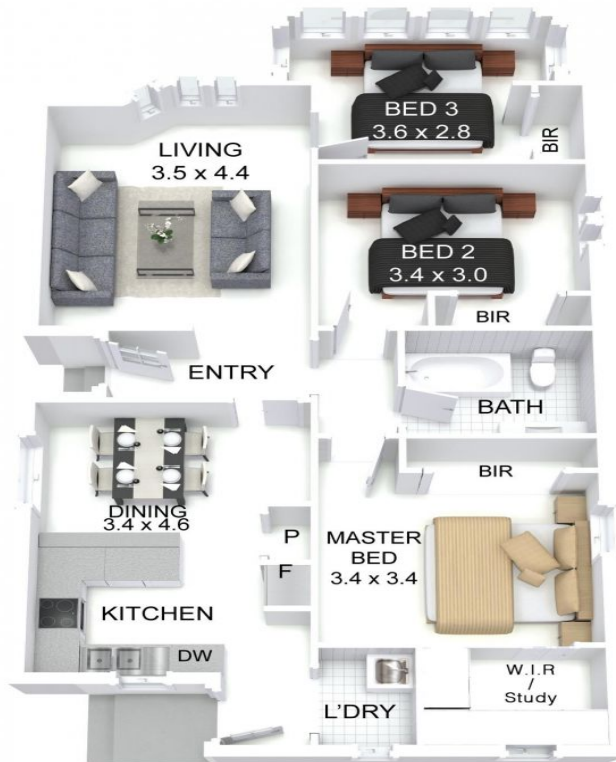 BED 3
3.6 x 2.8
BIR
LIVING
3.5 x 4.4
BED 2
3.4 x 3.0
BIR
ENTRY
BATH
BIR
DINING
3.4 x 4.6
P
F
MASTER
BED
3.4 x 3.4
KITCHEN
DW
W.I.R
/
Study
L'DRY